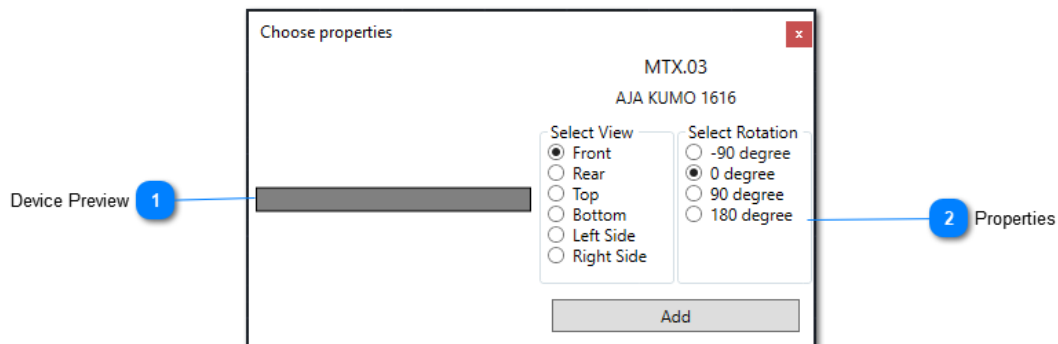 Choose properties
x
MTX.03
AJA KUMO 1616
Select View
Front
Rear
Top
Bottom
Left Side
Right Side
Select Rotation
-90 degree
0 degree
90 degree
180 degree
Add
Device Preview 1
2 Properties